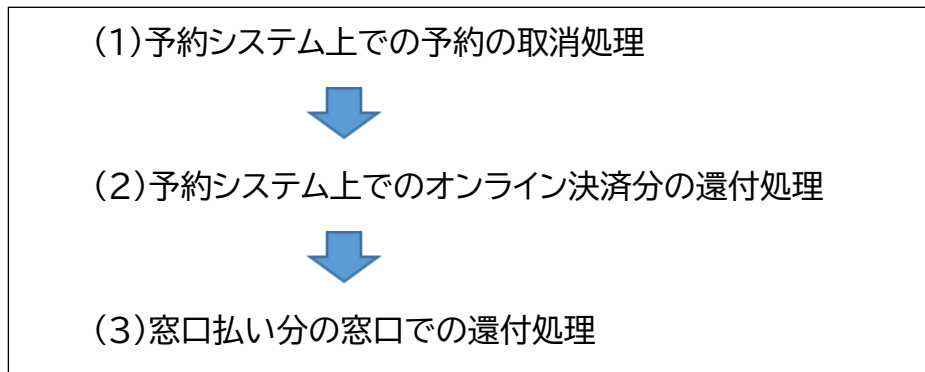 (1)予約システム上での予約の取消処理
(2)予約システム上でのオンライン決済分の還付処理
(3)窓口払い分の窓口での還付処理